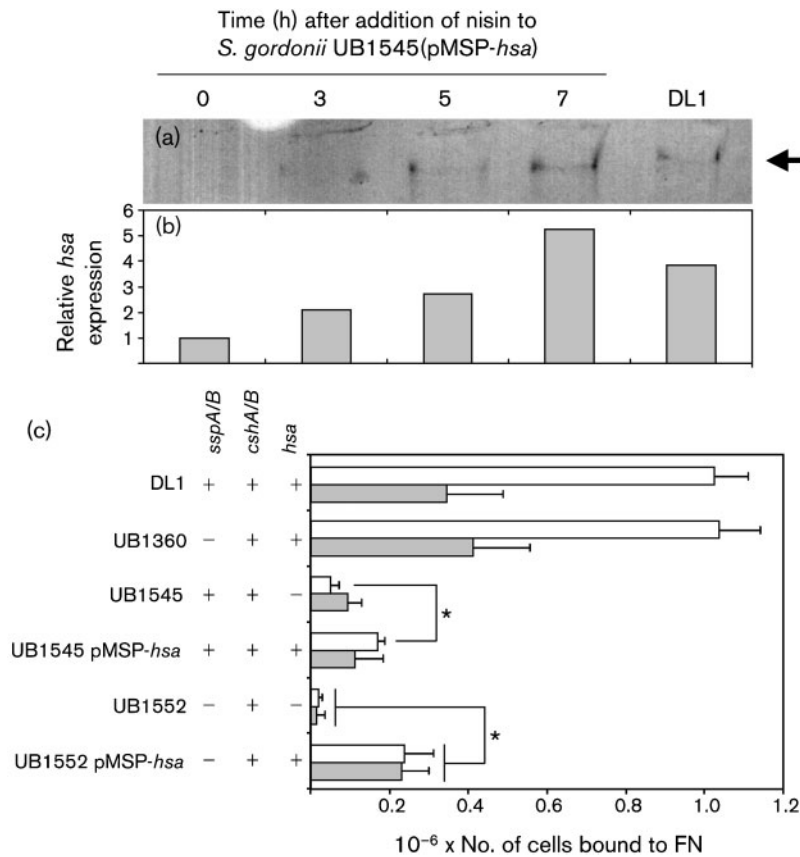 Time (h) after addition of nisin to
S. gordonii UB1545(pMSP-hsa)
0 3 5 7 DL1
(a)
(b)
Relative hsa
expression
6
5
4
3
2
1
(c)
sspA/B cshA/B hsa
DL1 + + +
UB1360 – + +
UB1545 + + –
*
UB1545 pMSP-hsa + + +
UB1552 – + –
*
UB1552 pMSP-hsa – + +
0.2 0.4 0.6 0.8 1.0 1.2
10⁻⁶ x No. of cells bound to FN